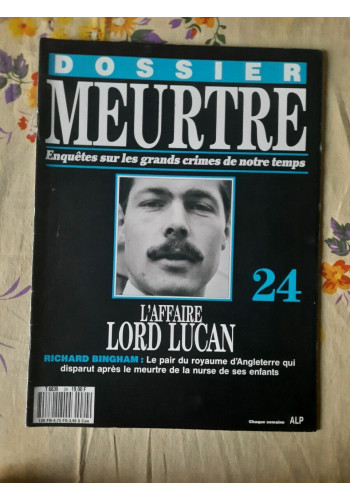 DOSSIER
MEURTRE
Enquêtes sur les grands crimes de notre temps
24
L'AFFAIRE
LORD LUCAN
RICHARD BINGHAM : Le pair du royaume d'Angleterre qui
disparut après le meurtre de la nurse de ses enfants
Chaque semaine ALP